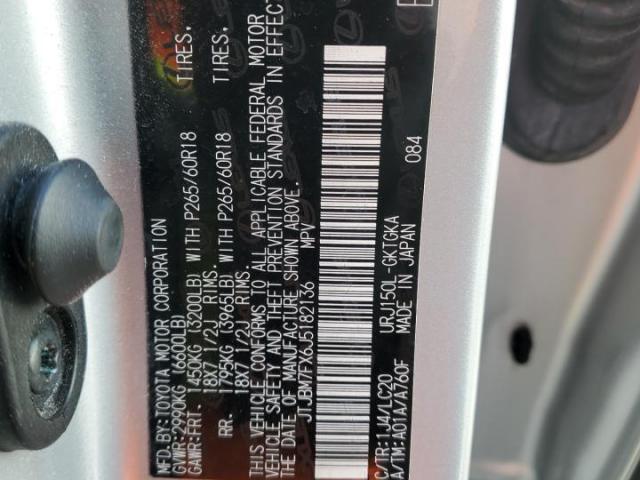 MFD.BY:TOYOTA MOTOR CORPORATION
GVWR:2990KG (6600LB)
GAWR:FRT. 1450KG (3200LB) WITH P265/60R18 TIRES.
18X7 1/2J RIMS.
RR. 1795KG (3965LB) WITH P265/60R18 TIRES.
18X7 1/2J RIMS.
THIS VEHICLE CONFORMS TO ALL APPLICABLE FEDERAL MOTOR
VEHICLE SAFETY AND THEFT PREVENTION STANDARDS IN EFFECT
THE DATE OF MANUFACTURE SHOWN ABOVE.
JTJBM7FX6J5182136 MPV
084
URJ150L-GKTGKA
C/TR:1J4/LC20 MADE IN JAPAN
A/TM:A01A/A760F